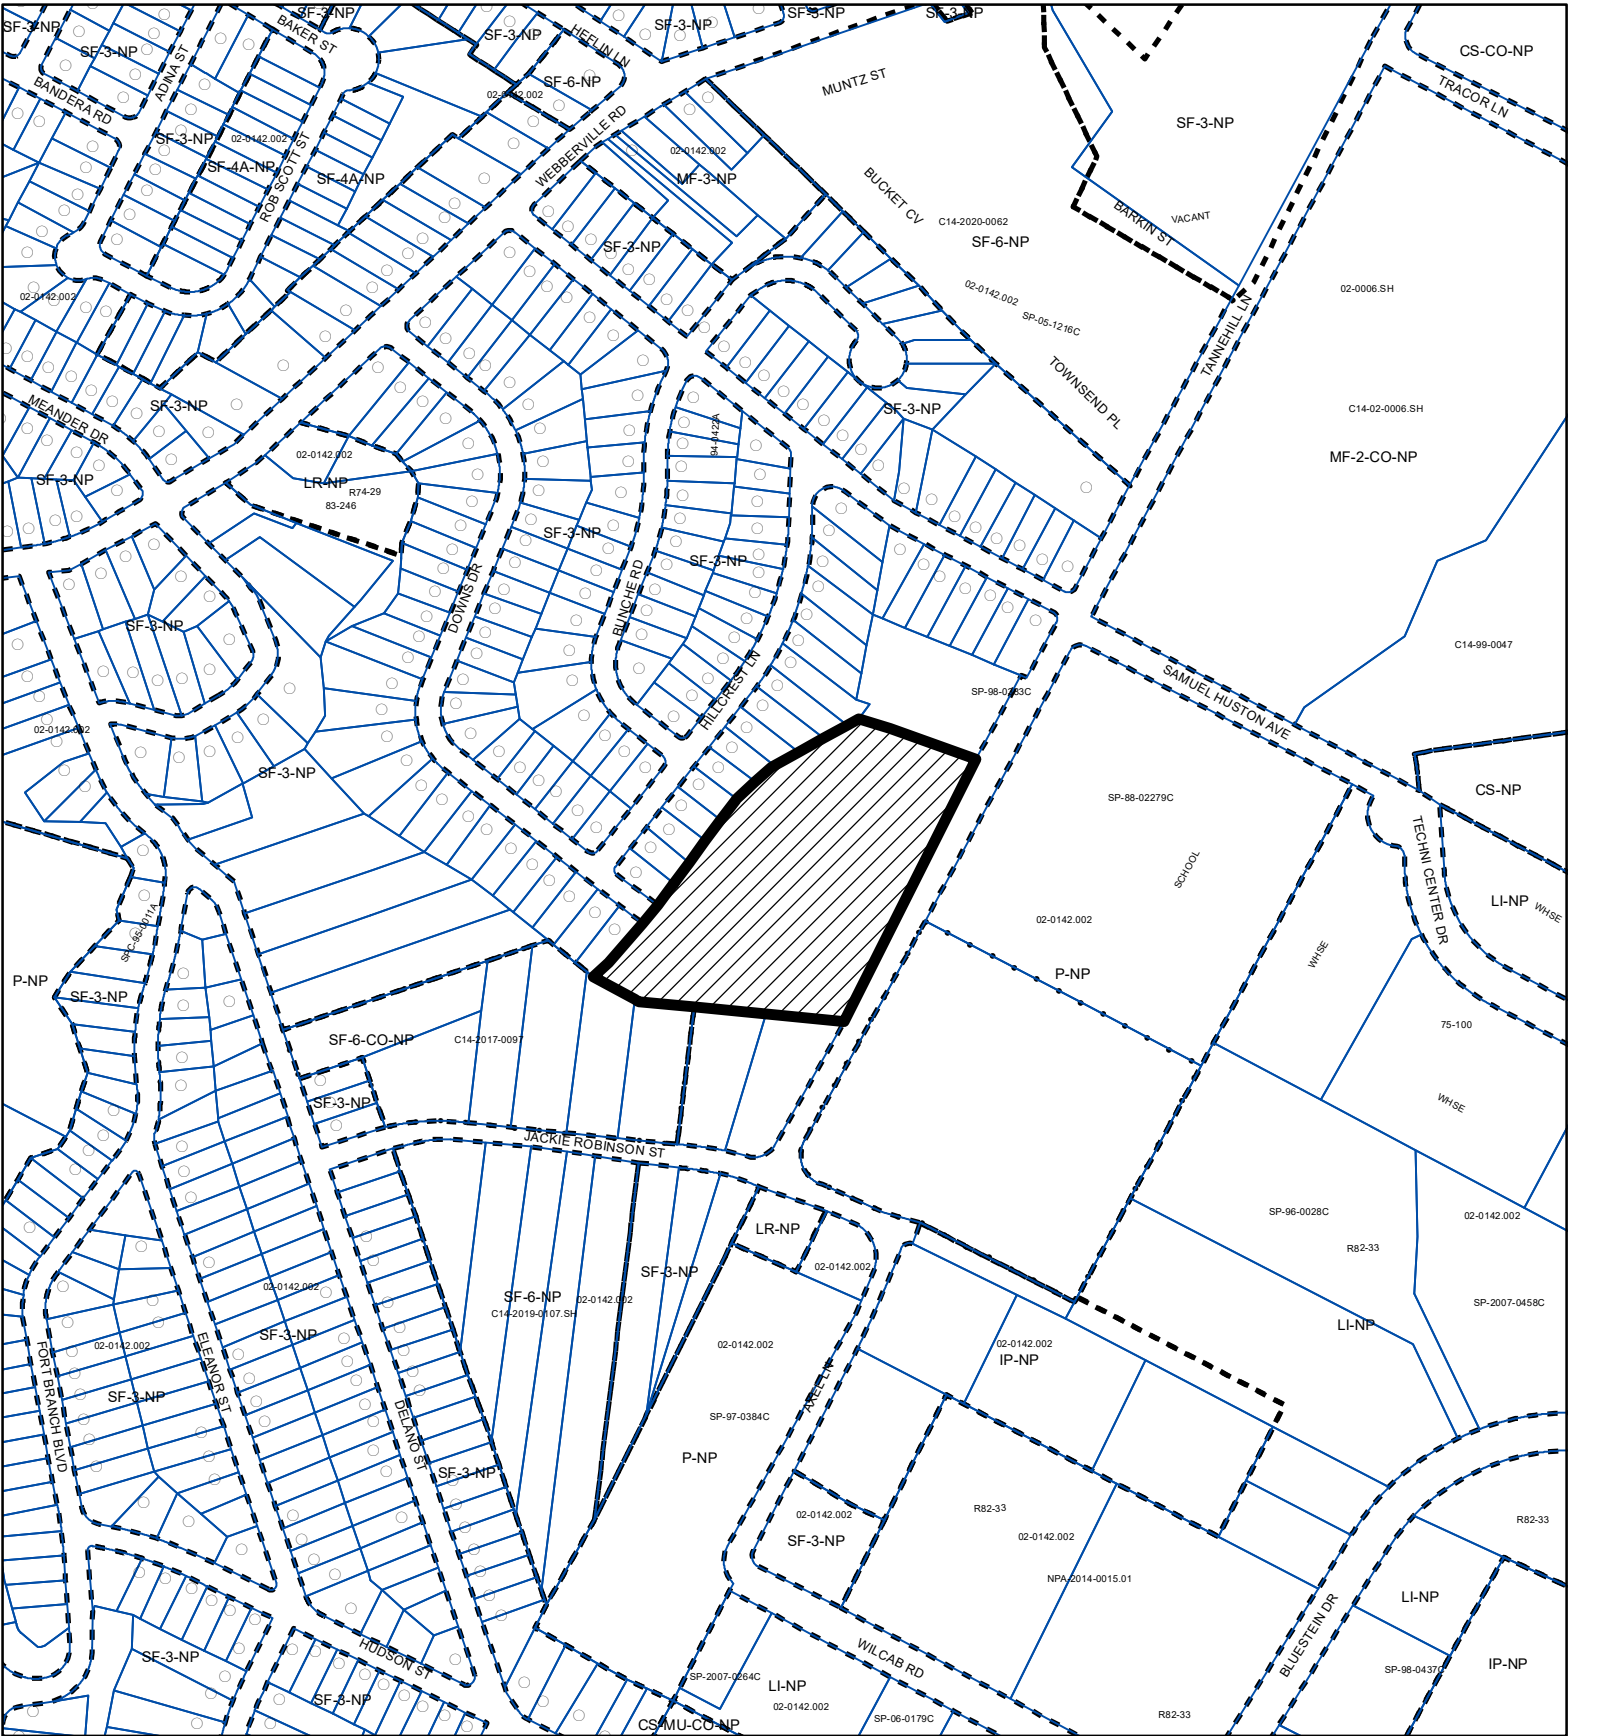 SF-3-NP
SF-3-NP
SF-3-NP
SF-3-NP
SF-3-NP
SF-3-NP
BAKER ST
SF-3-NP
HEFLIN LN
CS-CO-NP
SF-3-NP
ADINA ST
SF-6-NP
MUNTZ ST
TRACOR LN
BANDERA RD
02-0142.002
SF-3-NP
SF-3-NP
02-0142.002
WEBBERVILLE RD
02-0142.002
SF-4A-NP
ROB SCOTT ST
SF-4A-NP
MF-3-NP
BUCKET CV
C14-2020-0062
SF-6-NP
BARKIN ST
VACANT
SF-3-NP
02-0142.002
02-0142.002
SP-05-1216C
02-0006.SH
TANNEHILL LN
TOWNSEND PL
MEANDER DR
SF-3-NP
SF-3-NP
C14-02-0006.SH
94-0422A
MF-2-CO-NP
02-0142.002
LR-NP
R74-29
83-246
SF-3-NP
SF-3-NP
SF-3-NP
DOWNS DR
BUNCHE RD
SF-3-NP
C14-99-0047
HILLCREST LN
SP-98-0283C
SAMUEL HUSTON AVE
02-0142.002
SF-3-NP
SP-88-02279C
CS-NP
TECHNI CENTER DR
SCHOOL
LI-NP
WHSE
SPC-95-011A
02-0142.002
WHSE
P-NP
P-NP
SF-3-NP
75-100
SF-6-CO-NP
C14-2017-0097
SF-3-NP
WHSE
JACKIE ROBINSON ST
LR-NP
SP-96-0028C
02-0142.002
R82-33
02-0142.002
SF-3-NP
02-0142.002
SF-6-NP
02-0142.002
C14-2019-0107.SH
SP-2007-0458C
LI-NP
SF-3-NP
02-0142.002
02-0142.002
02-0142.002
IP-NP
ELEANOR ST
FORT BRANCH BLVD
SF-3-NP
AXEL LN
SP-97-0384C
DELANO ST
P-NP
SF-3-NP
R82-33
02-0142.002
R82-33
02-0142.002
SF-3-NP
NPA-2014-0015.01
LI-NP
BLUESTEIN DR
SF-3-NP
HUDSON ST
WILCAB RD
IP-NP
SP-98-0437C
SP-2007-0264C
LI-NP
SF-3-NP
02-0142.002
R82-33
SP-06-0179C
CS-MU-CO-NP